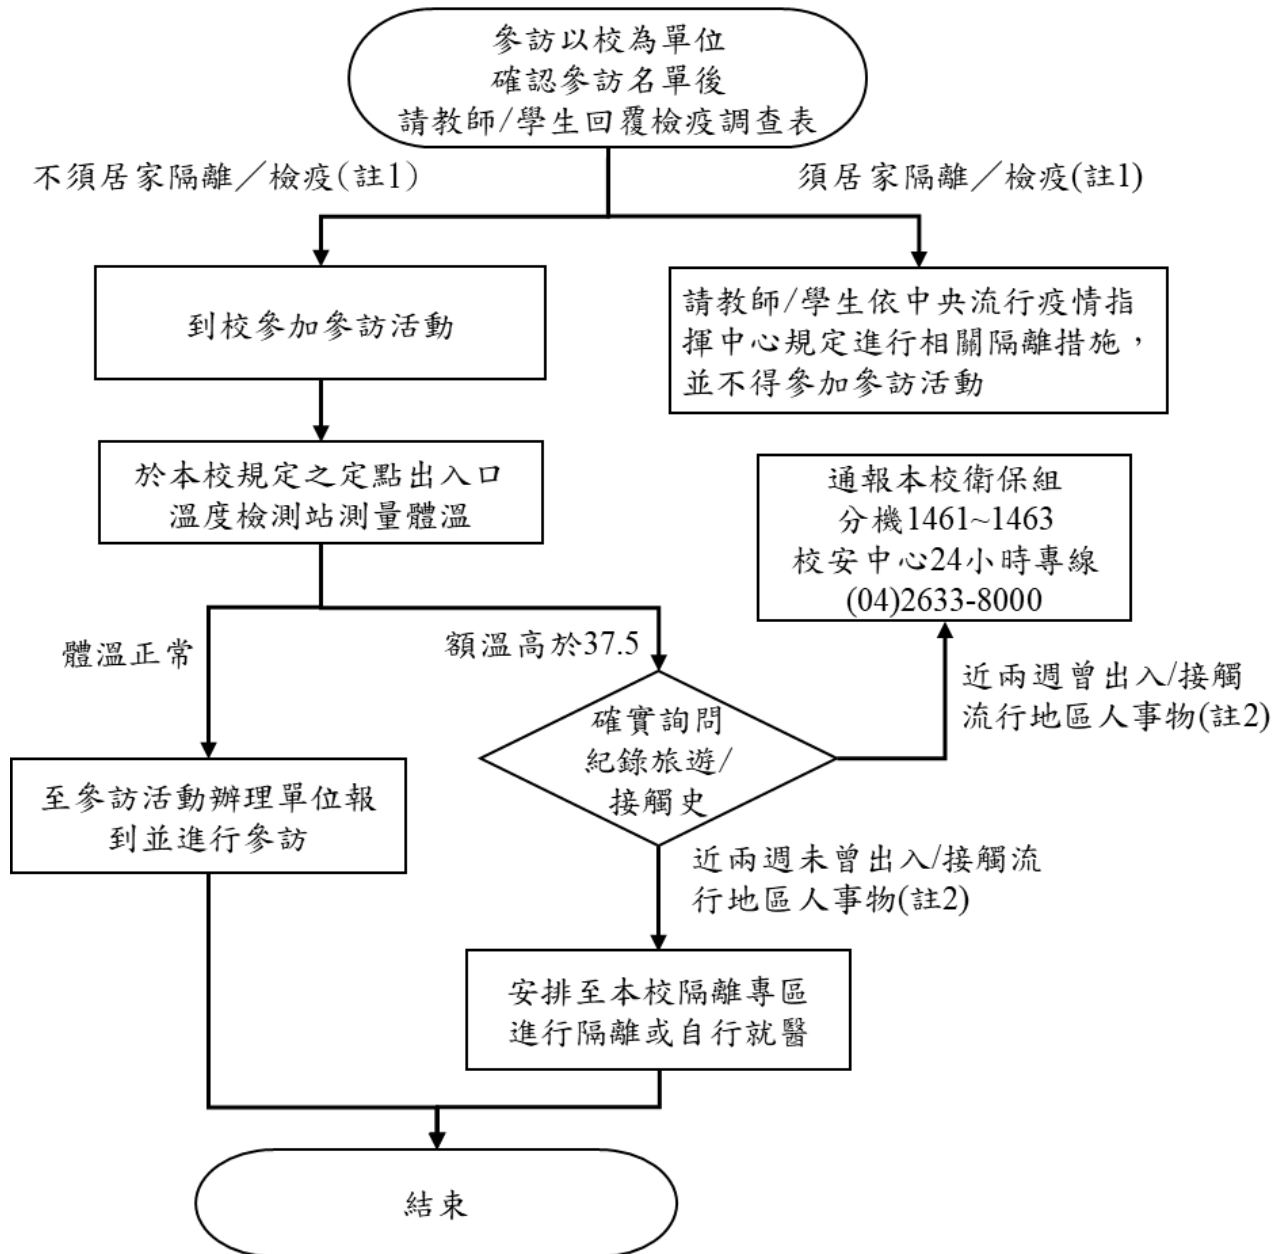 參訪以校為單位
確認參訪名單後
請教師/學生回覆檢疫調查表
不須居家隔離／檢疫(註1)
須居家隔離／檢疫(註1)
到校參加參訪活動
請教師/學生依中央流行疫情指
揮中心規定進行相關隔離措施，
並不得參加參訪活動
於本校規定之定點出入口
溫度檢測站測量體溫
通報本校衛保組
分機1461~1463
校安中心24小時專線
(04)2633-8000
體溫正常
額溫高於37.5
近兩週曾出入/接觸
流行地區人事物(註2)
確實詢問
紀錄旅遊/
接觸史
至參訪活動辦理單位報
到並進行參訪
近兩週未曾出入/接觸流
行地區人事物(註2)
安排至本校隔離專區
進行隔離或自行就醫
結束